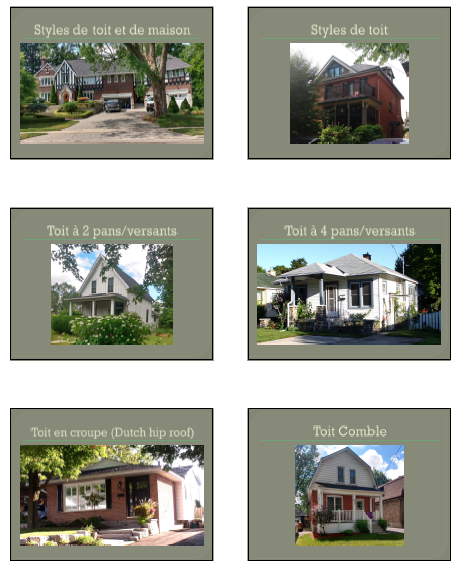 Styles de toit et de maison
Styles de toit
Toit à 2 pans/versants
Toit à 4 pans/versants
Toit en croupe (Dutch hip roof)
Toit Comble